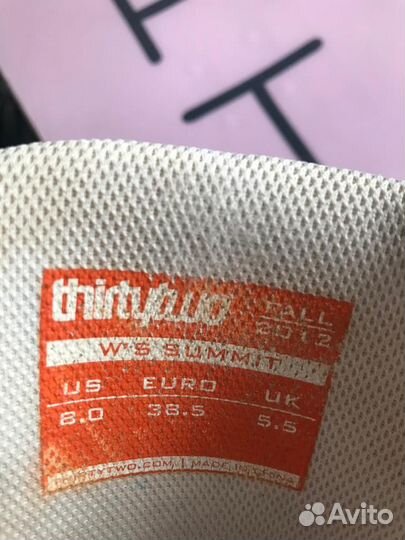 thirtytwo FALL 2012
W'S SUMMIT
US EURO UK
8.0 38.5 5.5
THIRTYTWO.COM | MADE IN CHINA
Avito